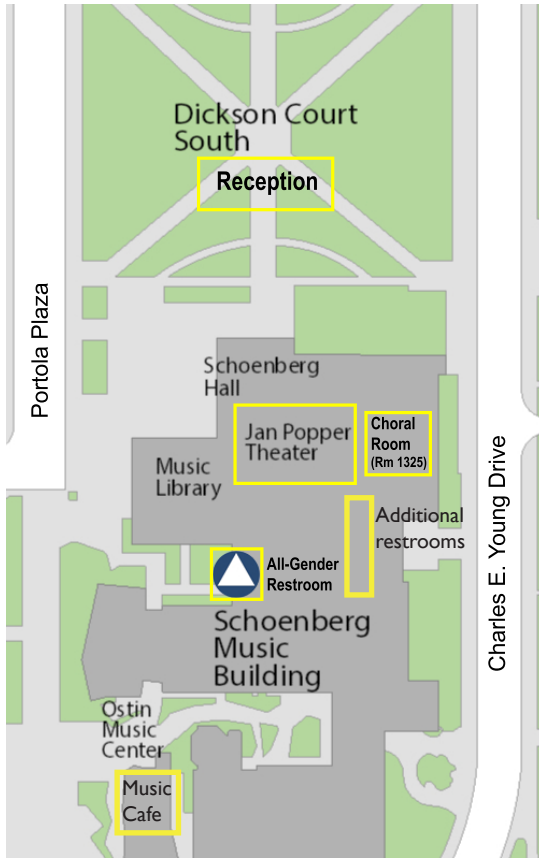 Dickson Court
South
Reception
Portola Plaza
Schoenberg
Hall
Jan Popper
Theater
Choral
Room
(Rm 1325)
Music
Library
Additional
restrooms
Charles E. Young Drive
All-Gender
Restroom
Schoenberg
Music
Building
Ostin
Music
Center
Music
Cafe